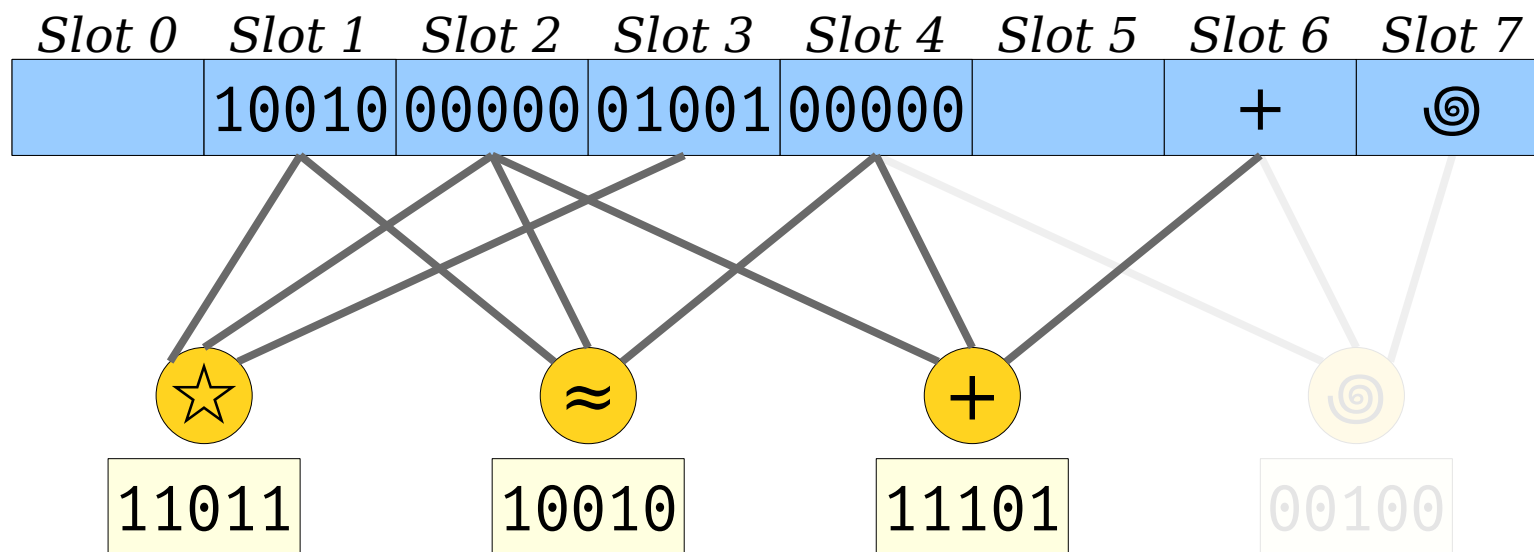 Slot 0 Slot 1 Slot 2 Slot 3 Slot 4 Slot 5 Slot 6 Slot 7
10010 00000 01001 00000 + ꩜
☆ ≈ + ꩜
11011 10010 11101 00100